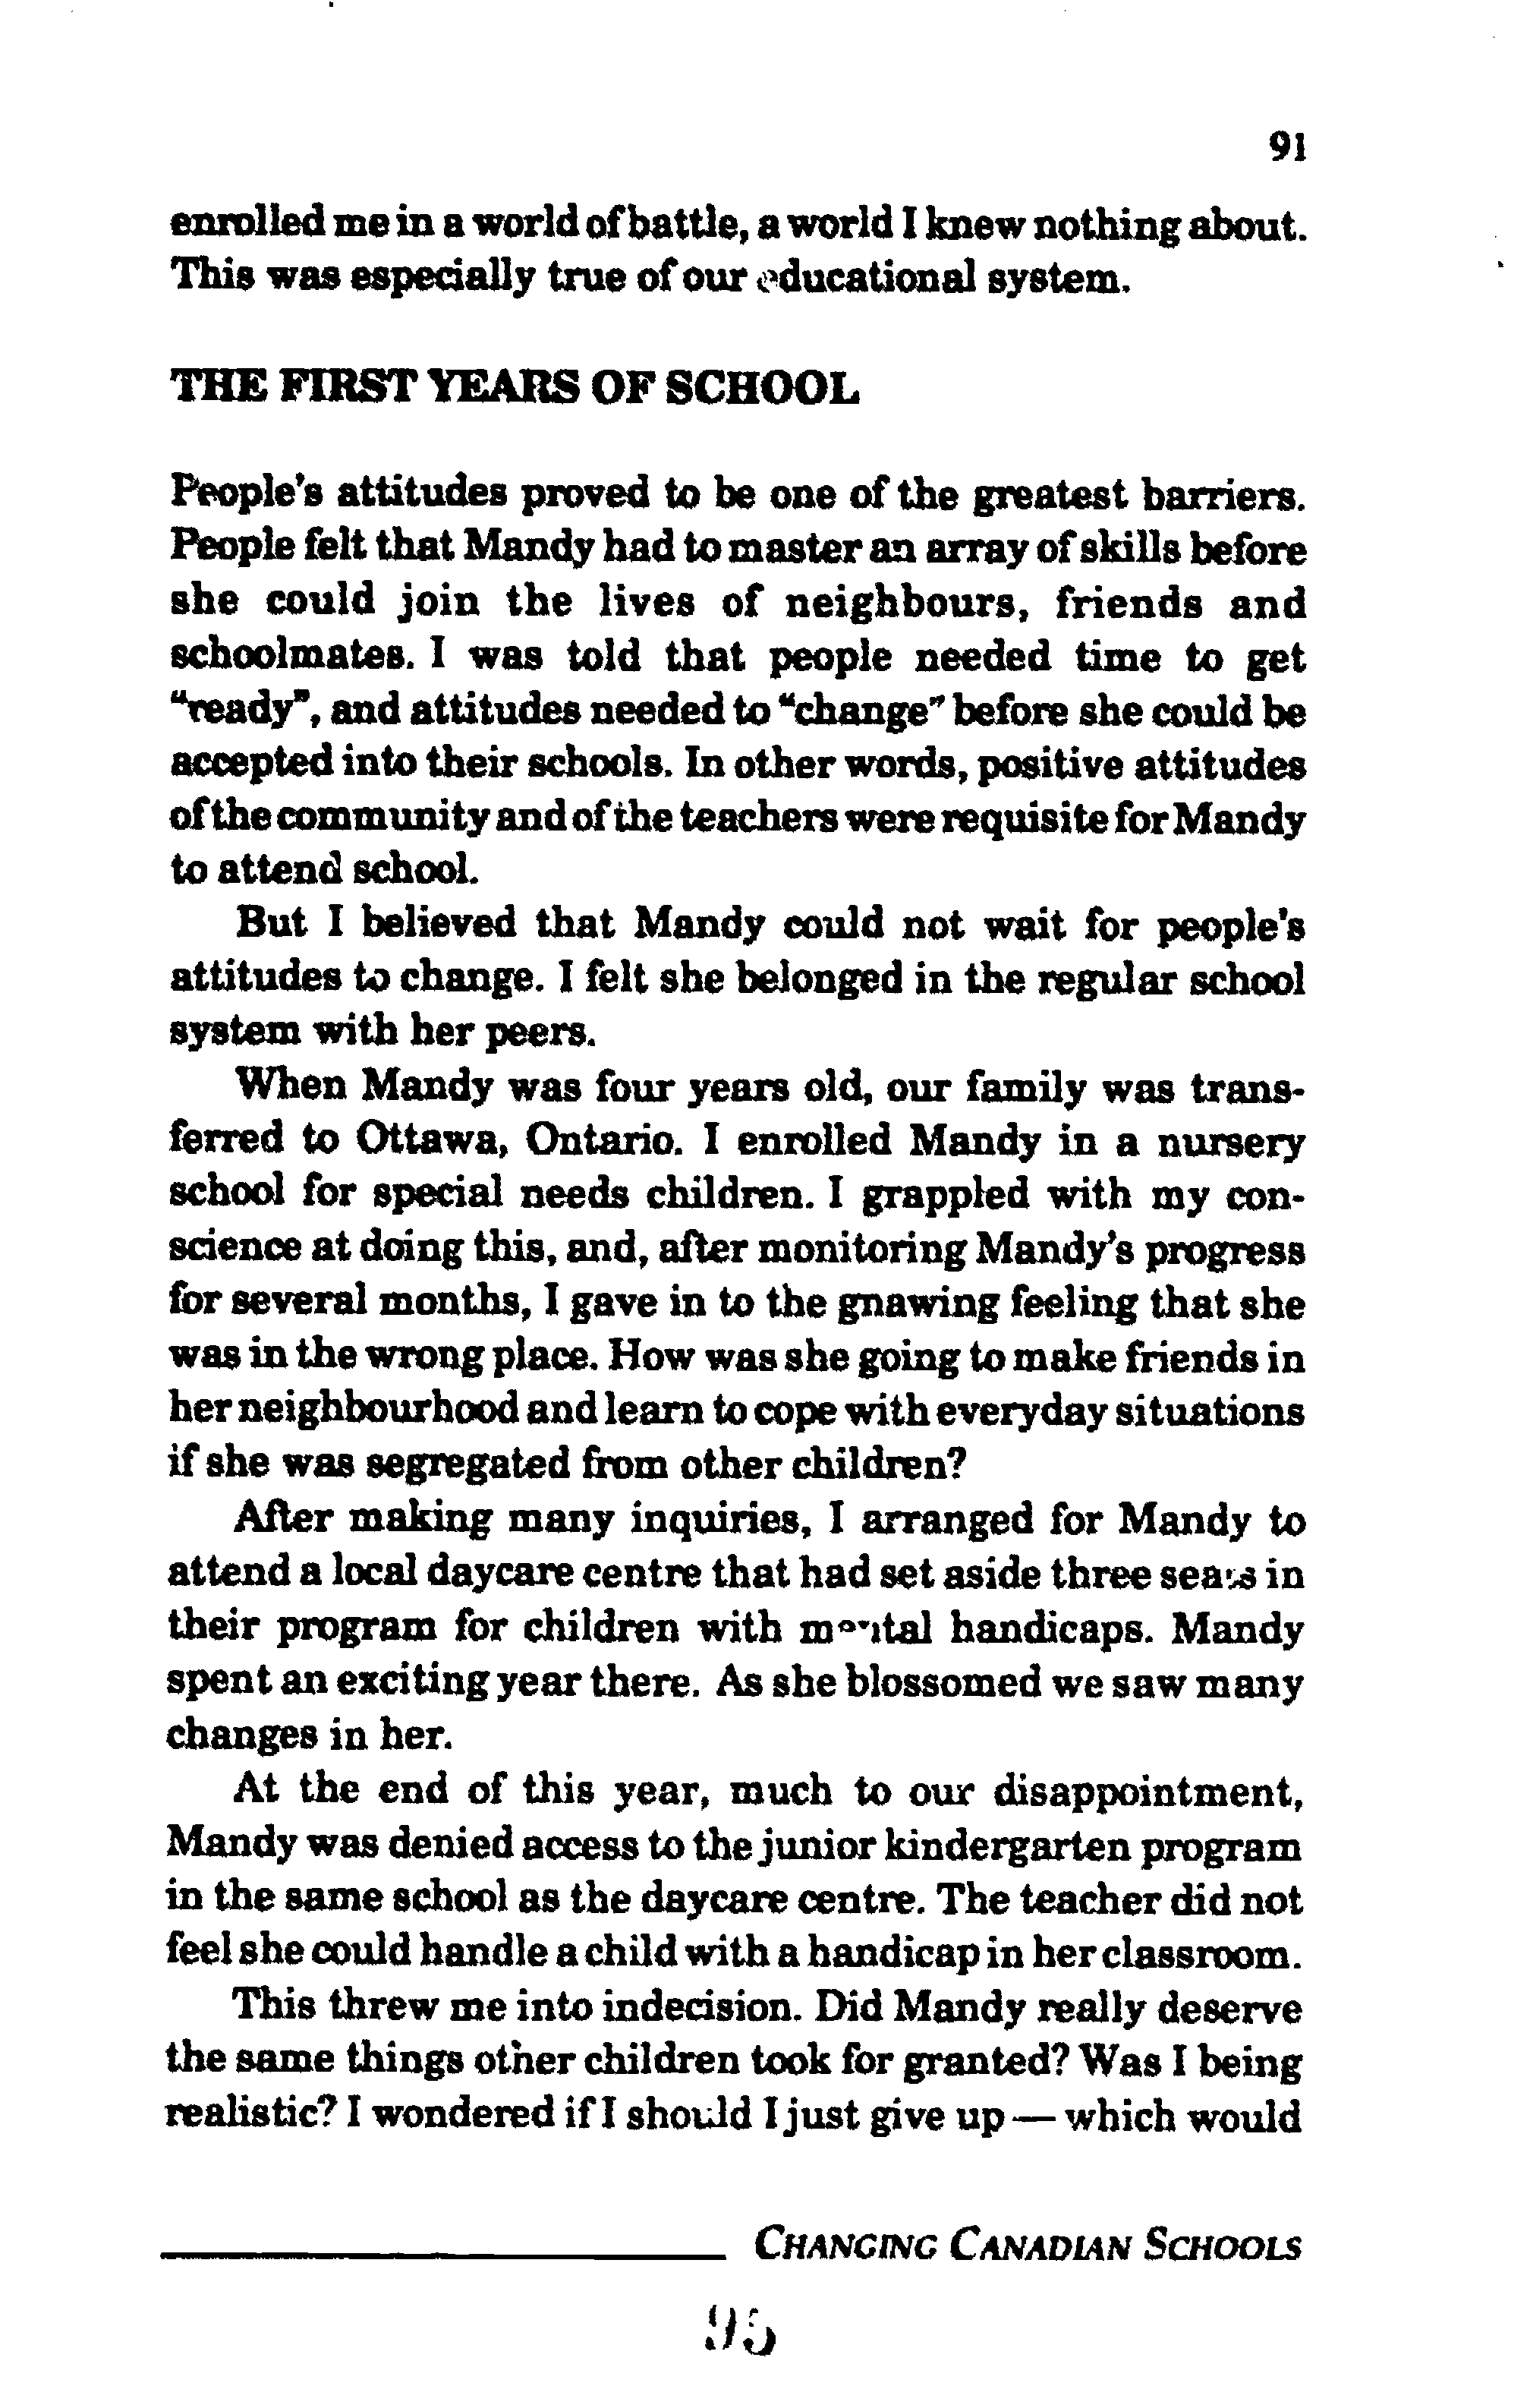 91
enrolled me in a world of battle, a world I knew nothing about.
This was especially true of our educational system.
THE FIRST YEARS OF SCHOOL
People's attitudes proved to be one of the greatest barriers.
People felt that Mandy had to master an array of skills before
she could join the lives of neighbours, friends and
schoolmates. I was told that people needed time to get
"ready", and attitudes needed to "change" before she could be
accepted into their schools. In other words, positive attitudes
of the community and of the teachers were requisite for Mandy
to attend school.
But I believed that Mandy could not wait for people's
attitudes to change. I felt she belonged in the regular school
system with her peers.
When Mandy was four years old, our family was trans-
ferred to Ottawa, Ontario. I enrolled Mandy in a nursery
school for special needs children. I grappled with my con-
science at doing this, and, after monitoring Mandy's progress
for several months, I gave in to the gnawing feeling that she
was in the wrong place. How was she going to make friends in
her neighbourhood and learn to cope with everyday situations
if she was segregated from other children?
After making many inquiries, I arranged for Mandy to
attend a local daycare centre that had set aside three seats in
their program for children with mental handicaps. Mandy
spent an exciting year there. As she blossomed we saw many
changes in her.
At the end of this year, much to our disappointment,
Mandy was denied access to the junior kindergarten program
in the same school as the daycare centre. The teacher did not
feel she could handle a child with a handicap in her classroom.
This threw me into indecision. Did Mandy really deserve
the same things other children took for granted? Was I being
realistic? I wondered if I should I just give up — which would
CHANGING CANADIAN SCHOOLS
95